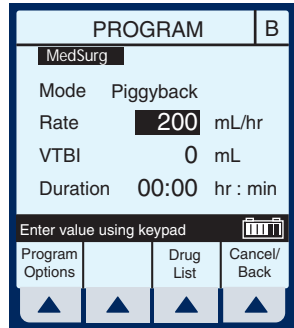 PROGRAM B
MedSurg
Mode Piggyback
Rate 200 mL/hr
VTBI 0 mL
Duration 00:00 hr : min
Enter value using keypad
Program Options
Drug List
Cancel/ Back